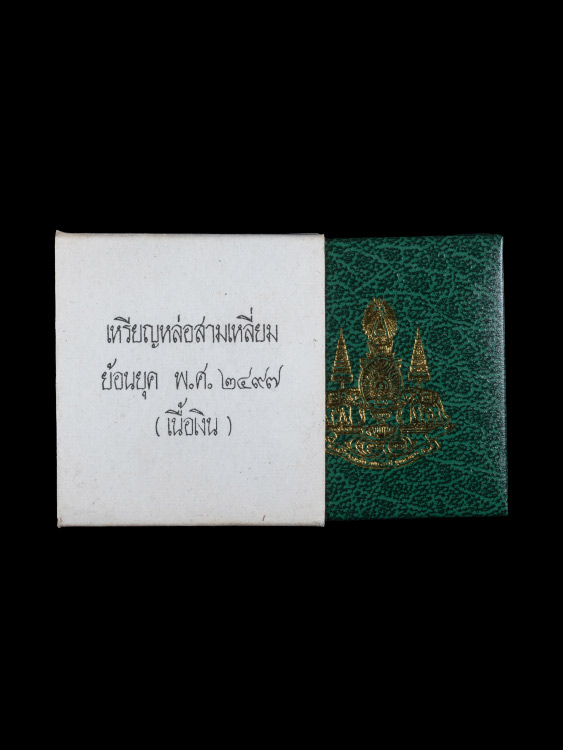 เหรียญหล่อสามเหลี่ยม
ย้อนยุค พ.ศ. ๒๔๙๗
(เนื้อเงิน)